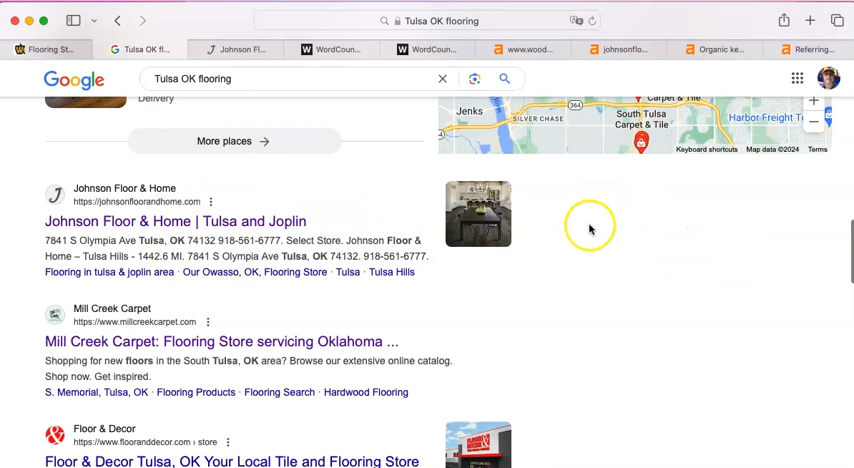 Tulsa OK flooring
Flooring St...
Tulsa OK fl...
Johnson Fl...
WordCoun...
WordCoun...
www.wood...
johnsonflo...
Organic ke...
Referring...
Google
Tulsa OK flooring
Delivery
More places
Jenks
364
SILVER CHASE
Carpet & Tile
South Tulsa
Carpet & Tile
Harbor Freight
Keyboard shortcuts
Map data ©2024
Terms
Johnson Floor & Home
https://johnsonfloorandhome.com
Johnson Floor & Home | Tulsa and Joplin
7841 S Olympia Ave Tulsa, OK 74132 918-561-6777. Select Store. Johnson Floor &
Home – Tulsa Hills - 1442.6 MI. 7841 S Olympia Ave Tulsa, OK 74132. 918-561-6777.
Flooring in tulsa & joplin area · Our Owasso, OK, Flooring Store · Tulsa · Tulsa Hills
Mill Creek Carpet
https://www.millcreekcarpet.com
Mill Creek Carpet: Flooring Store servicing Oklahoma ...
Shopping for new floors in the South Tulsa, OK area? Browse our extensive online catalog.
Shop now. Get inspired.
S. Memorial, Tulsa, OK · Flooring Products · Flooring Search · Hardwood Flooring
Floor & Decor
https://www.flooranddecor.com › store
Floor & Decor Tulsa, OK Your Local Tile and Flooring Store